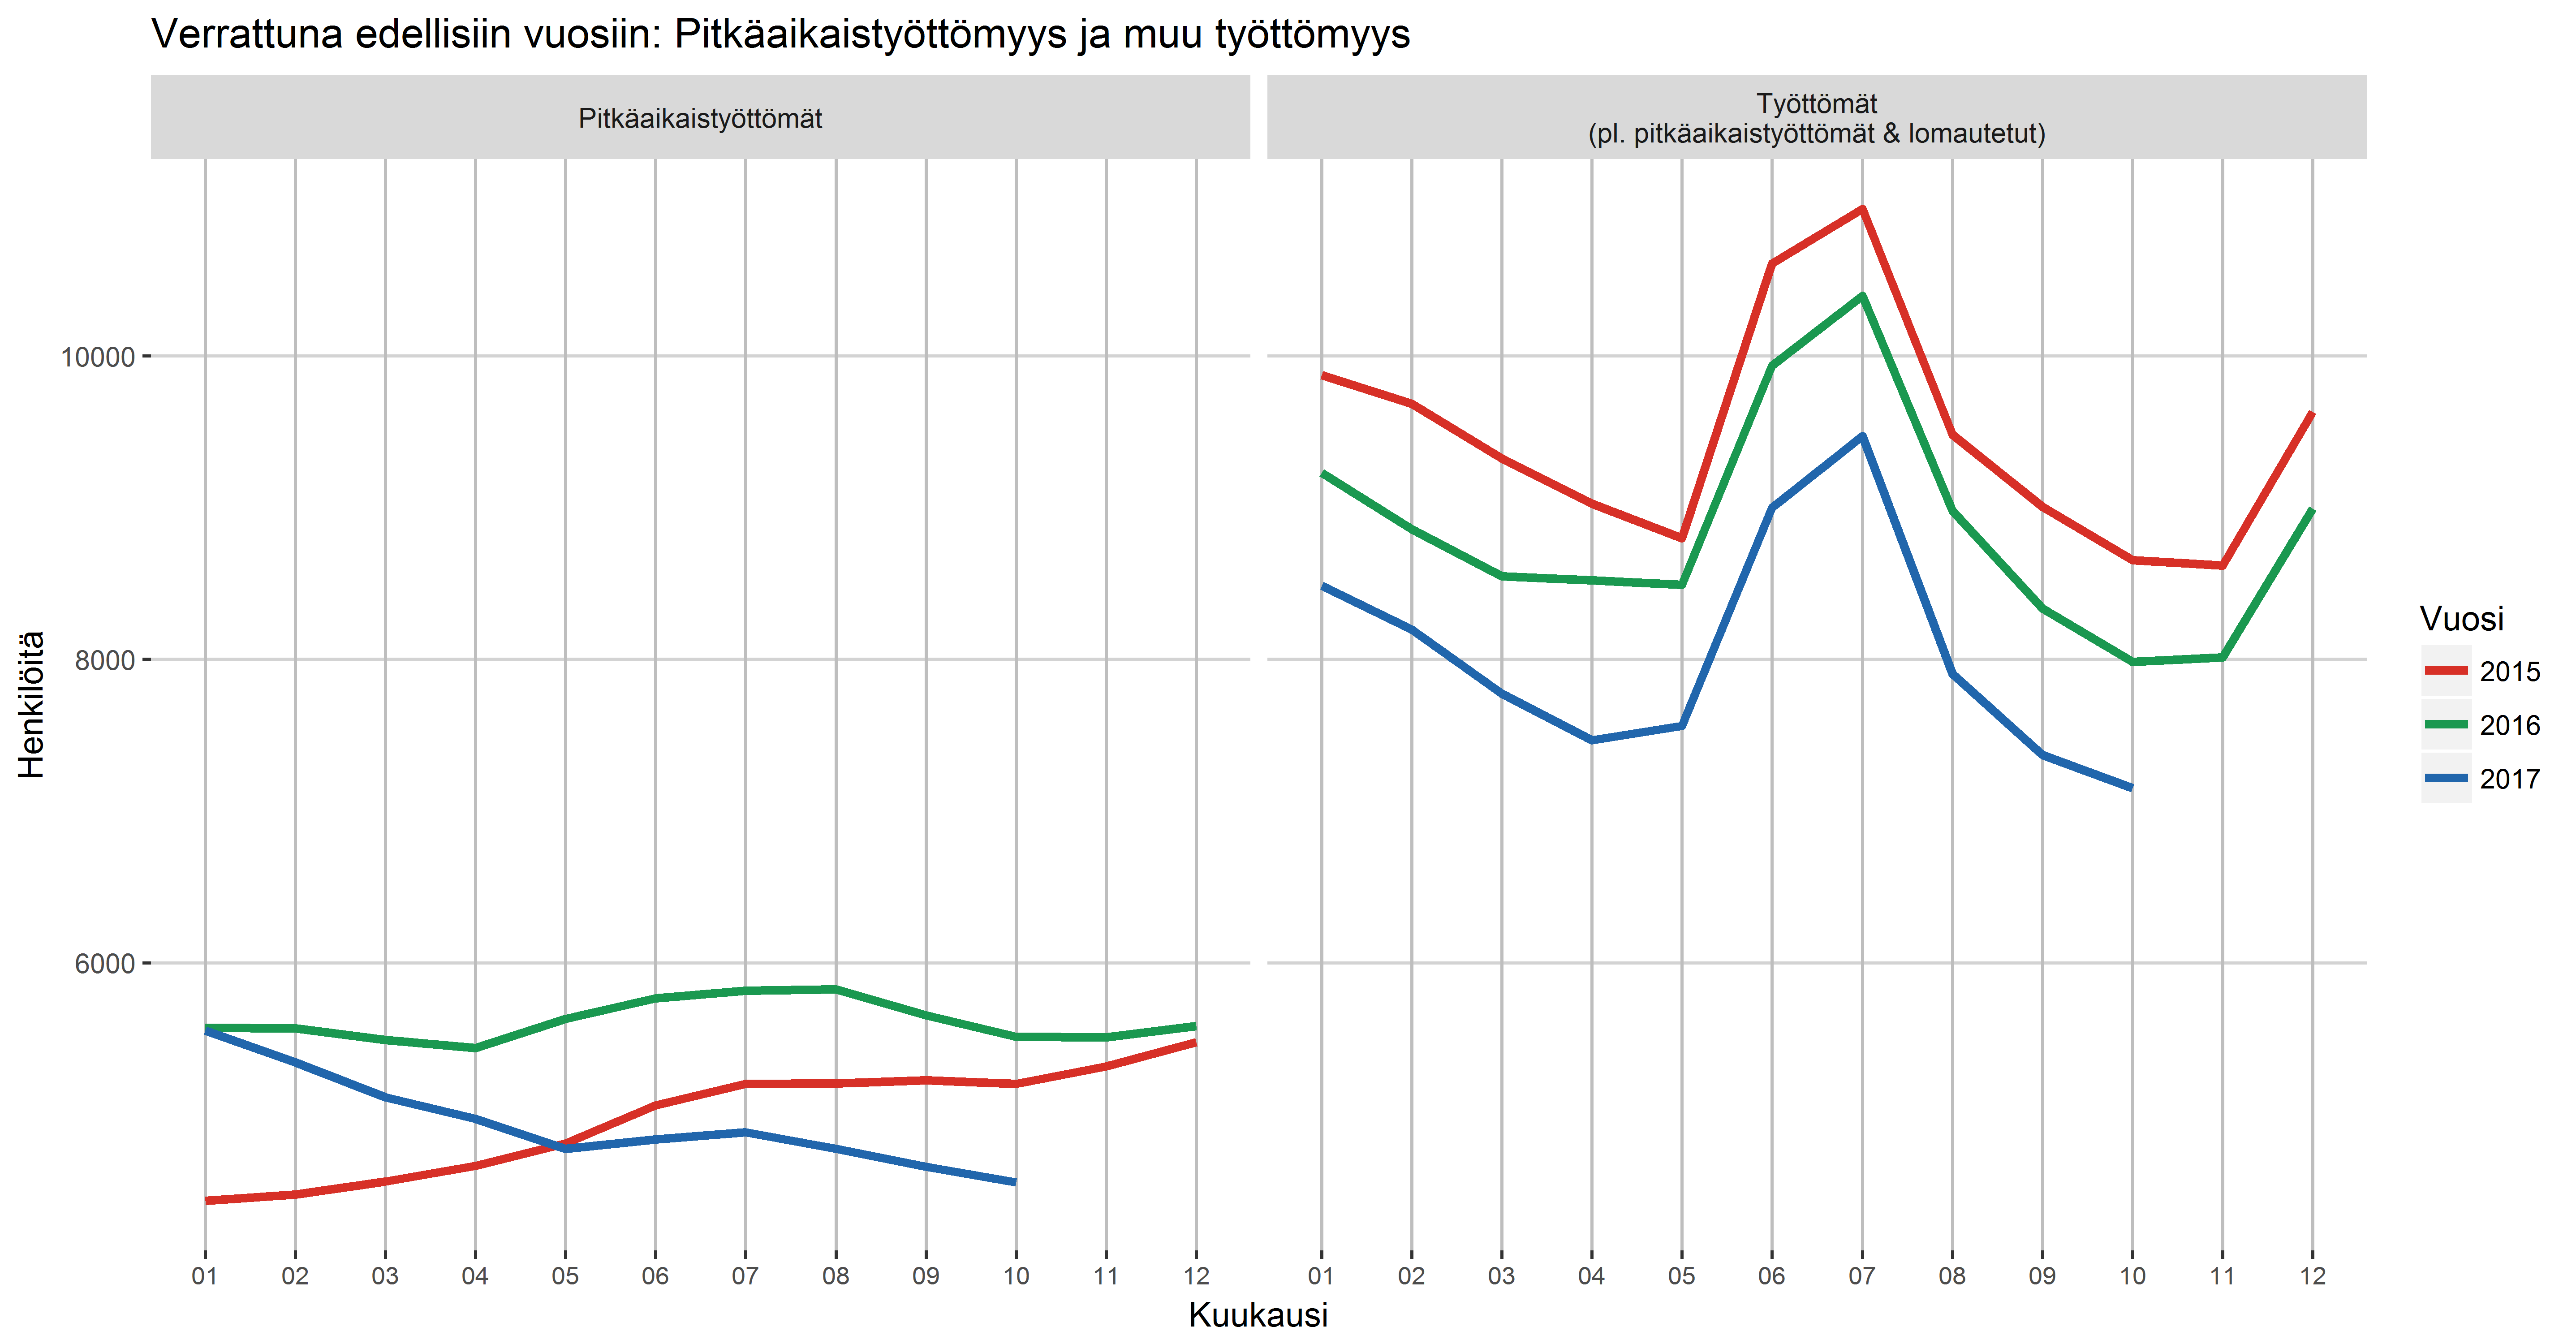 Verrattuna edellisiin vuosiin: Pitkäaikaistyöttömyys ja muu työttömyys
Pitkäaikaistyöttömät
Työttömät
(pl. pitkäaikaistyöttömät & lomautetut)
Henkilöitä
10000
8000
6000
01 02 03 04 05 06 07 08 09 10 11 12
01 02 03 04 05 06 07 08 09 10 11 12
Kuukausi
Vuosi
2015
2016
2017